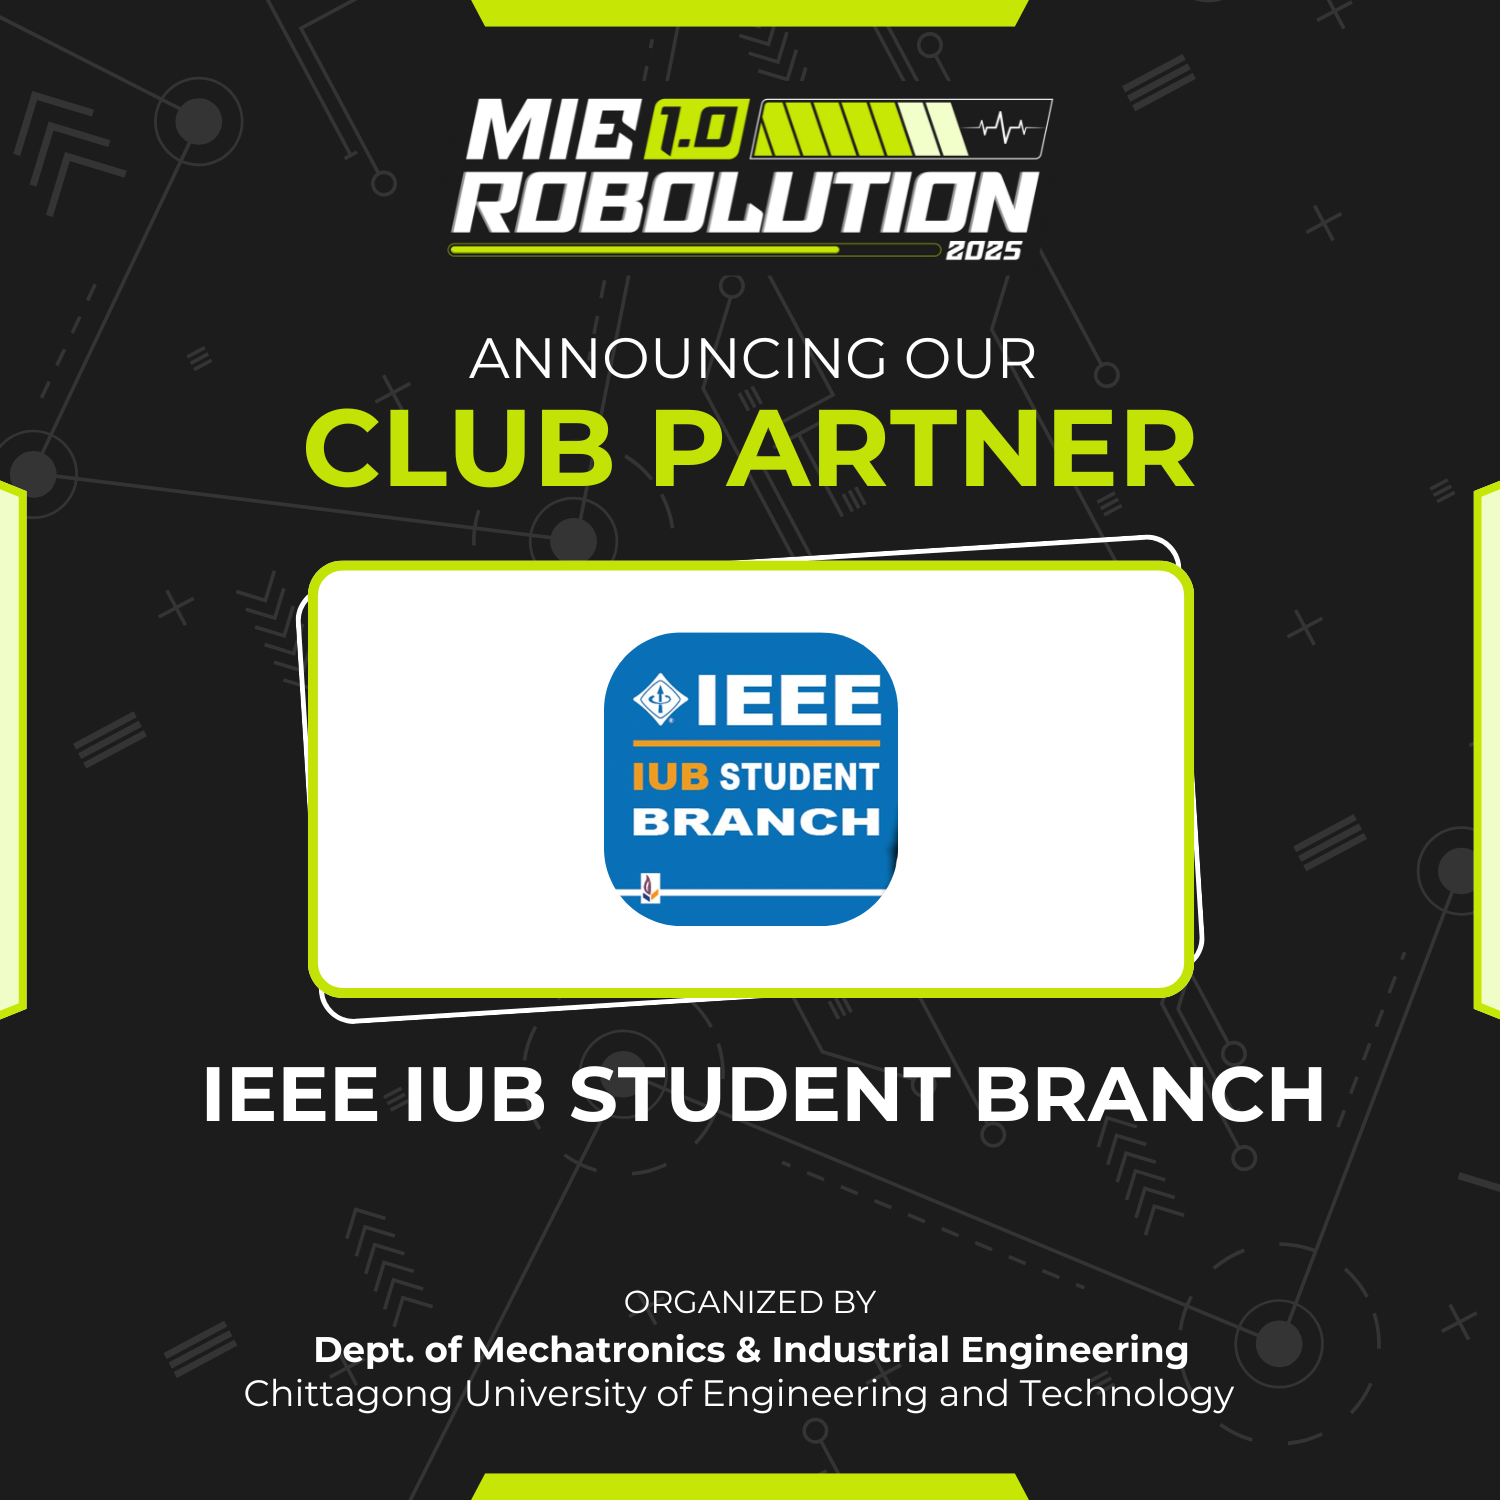 MIE 1.0
ROBOLUTION
2025
ANNOUNCING OUR
CLUB PARTNER
IEEE
IUB STUDENT
BRANCH
IEEE IUB STUDENT BRANCH
ORGANIZED BY
Dept. of Mechatronics & Industrial Engineering
Chittagong University of Engineering and Technology